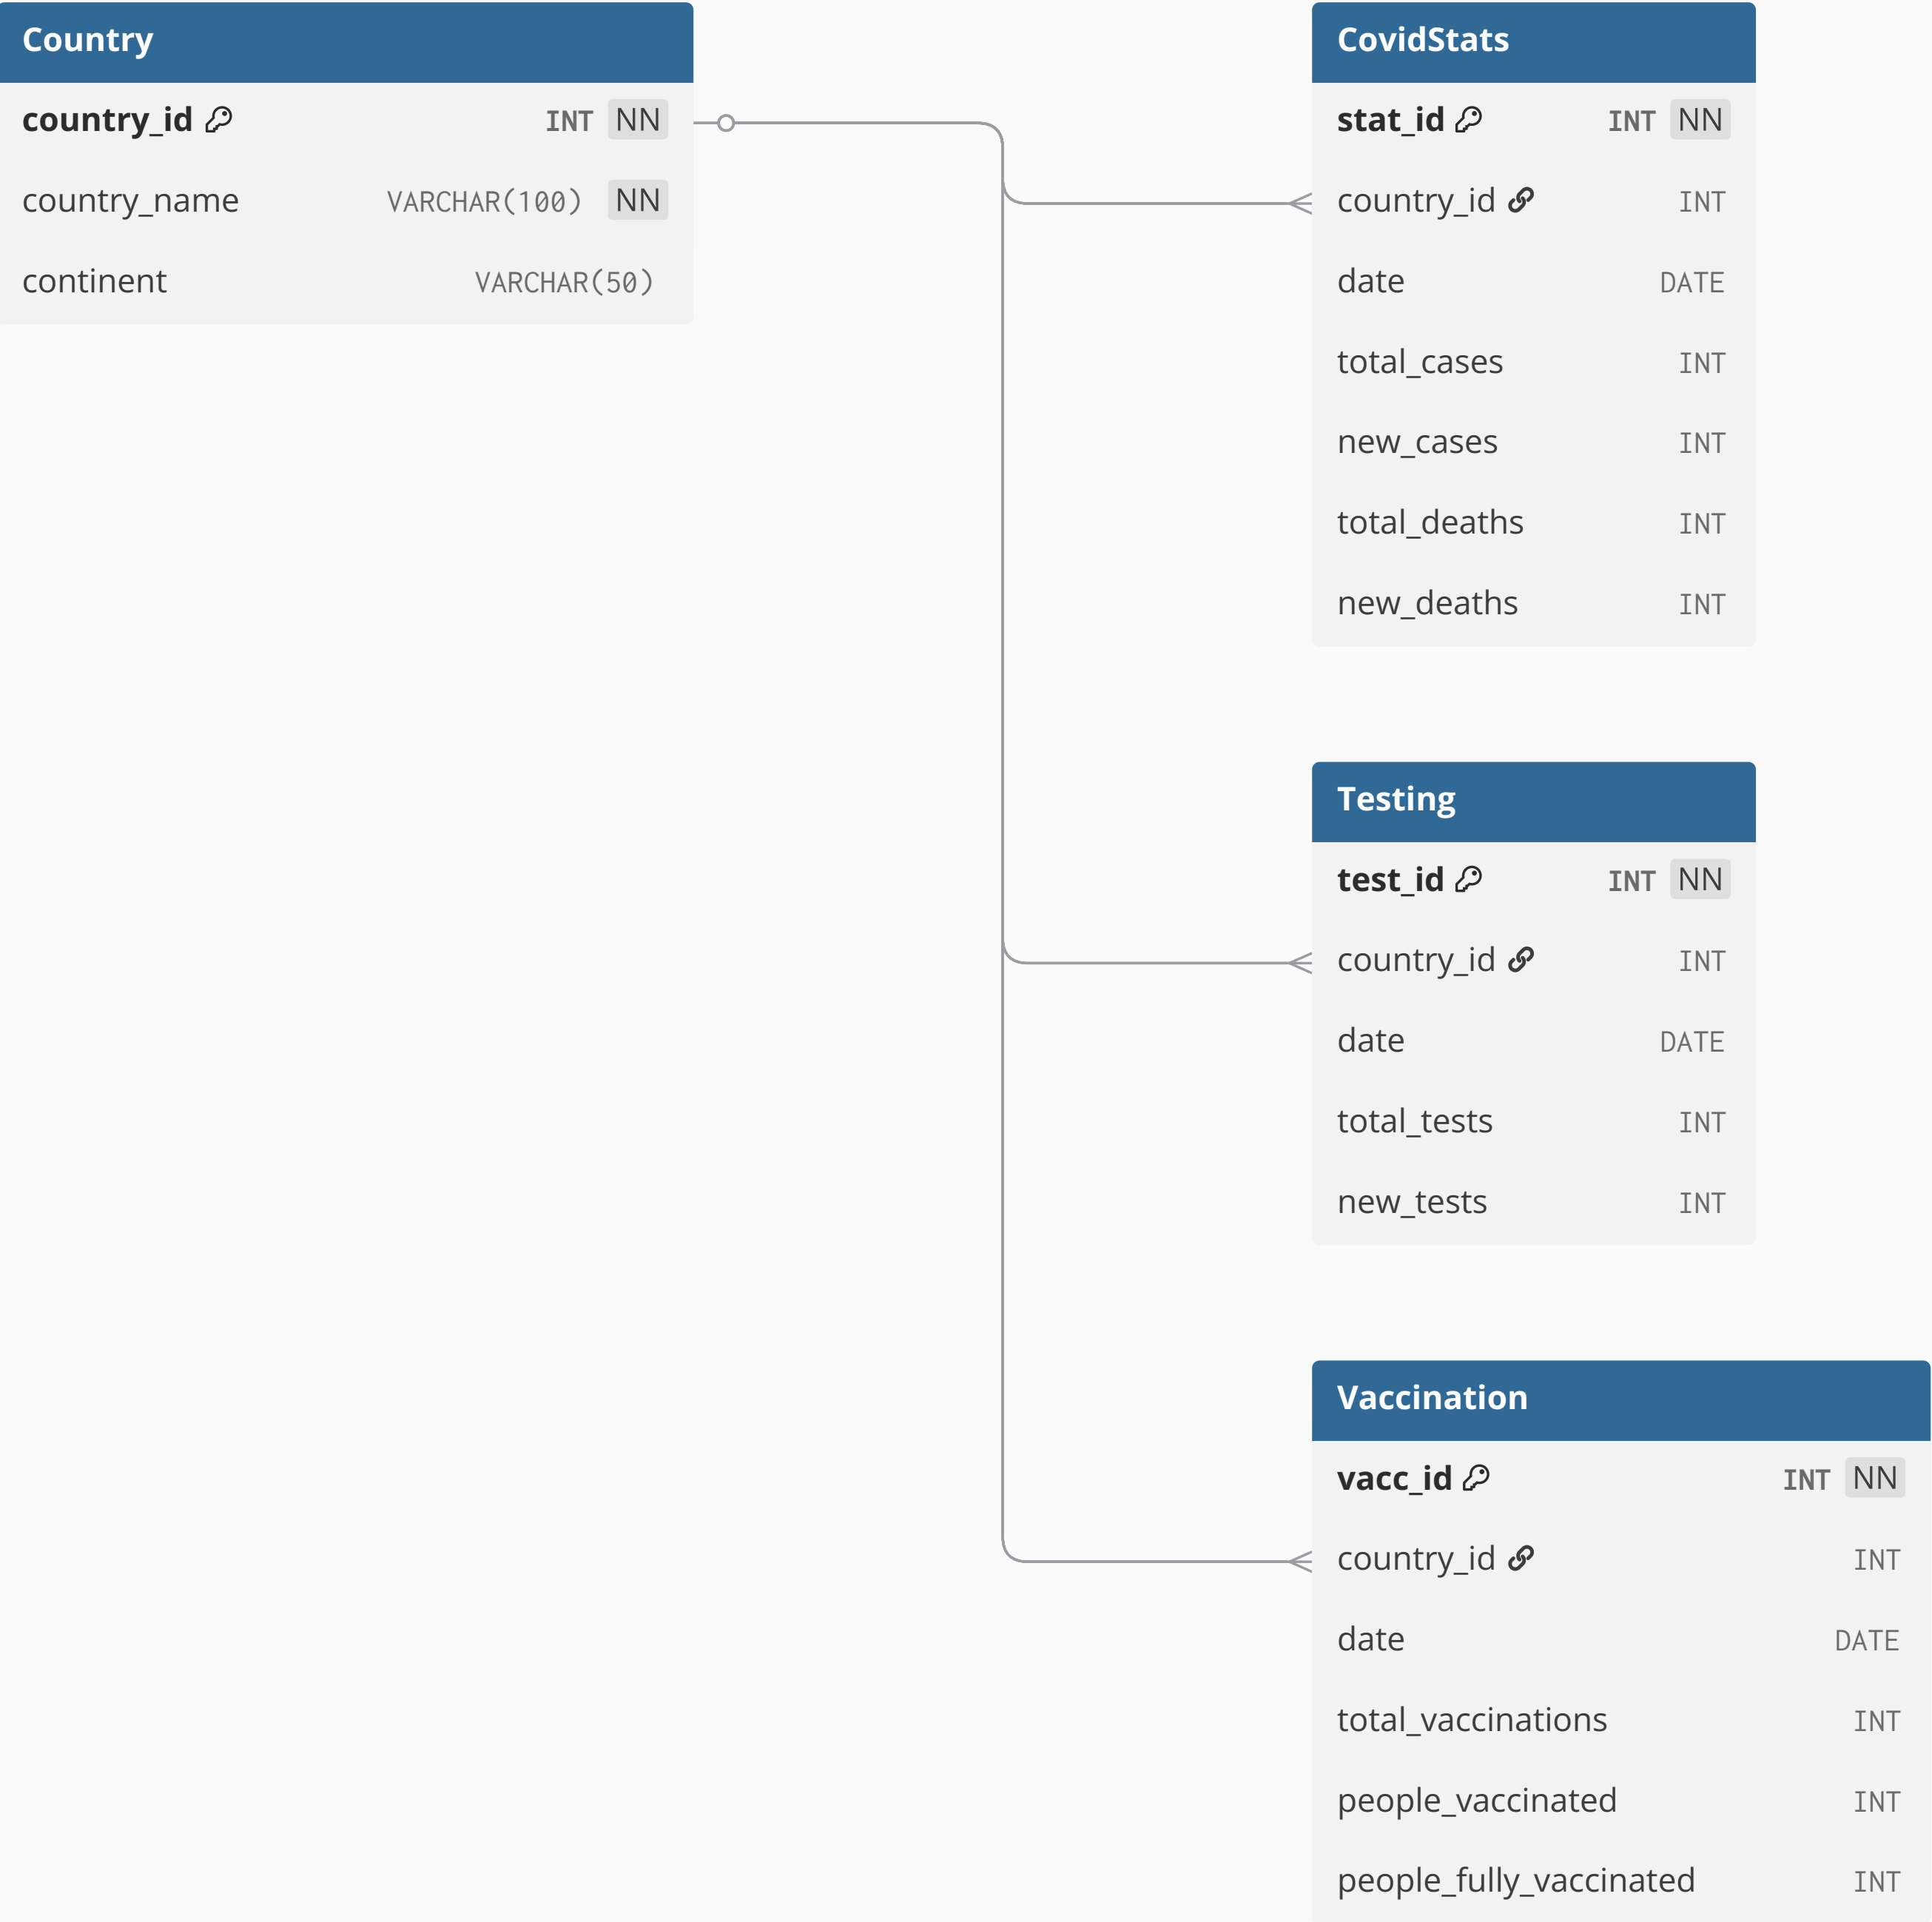 Country
country_id INT NN
country_name VARCHAR(100) NN
continent VARCHAR(50)
CovidStats
stat_id INT NN
country_id INT
date DATE
total_cases INT
new_cases INT
total_deaths INT
new_deaths INT
Testing
test_id INT NN
country_id INT
date DATE
total_tests INT
new_tests INT
Vaccination
vacc_id INT NN
country_id INT
date DATE
total_vaccinations INT
people_vaccinated INT
people_fully_vaccinated INT